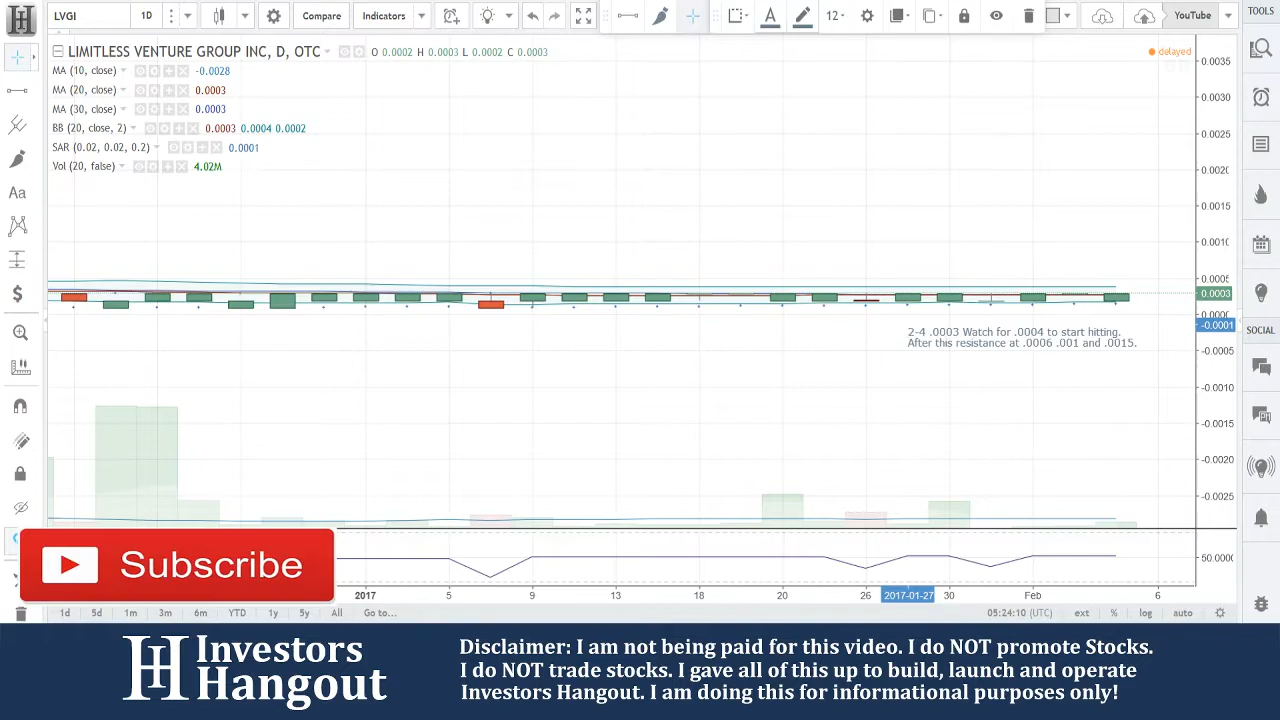 LVGI
1D
Compare
Indicators
12
YouTube
TOOLS
LIMITLESS VENTURE GROUP INC, D, OTC
O 0.0002 H 0.0003 L 0.0002 C 0.0003
delayed
MA (10, close)
-0.0028
MA (20, close)
0.0003
MA (30, close)
0.0003
BB (20, close, 2)
0.0003 0.0004 0.0002
SAR (0.02, 0.02, 0.2)
0.0001
Vol (20, false)
4.02M
0.0035
0.0030
0.0025
0.0020
0.0015
0.0010
0.0005
0.0003
0.0000
-0.0001
-0.0005
-0.0010
-0.0015
-0.0020
-0.0025
50.0000
SOCIAL
2-4 .0003 Watch for .0004 to start hitting.
After this resistance at .0006 .001 and .0015.
Subscribe
2017
5
9
13
18
20
26
2017-01-27
30
Feb
6
1d
5d
1m
3m
6m
YTD
1y
5y
All
Go to...
05:24:10 (UTC)
ext
%
log
auto
Aa
$
A
H
Investors
Hangout
Disclaimer: I am not being paid for this video. I do NOT promote Stocks.
I do NOT trade stocks. I gave all of this up to build, launch and operate
Investors Hangout. I am doing this for informational purposes only!